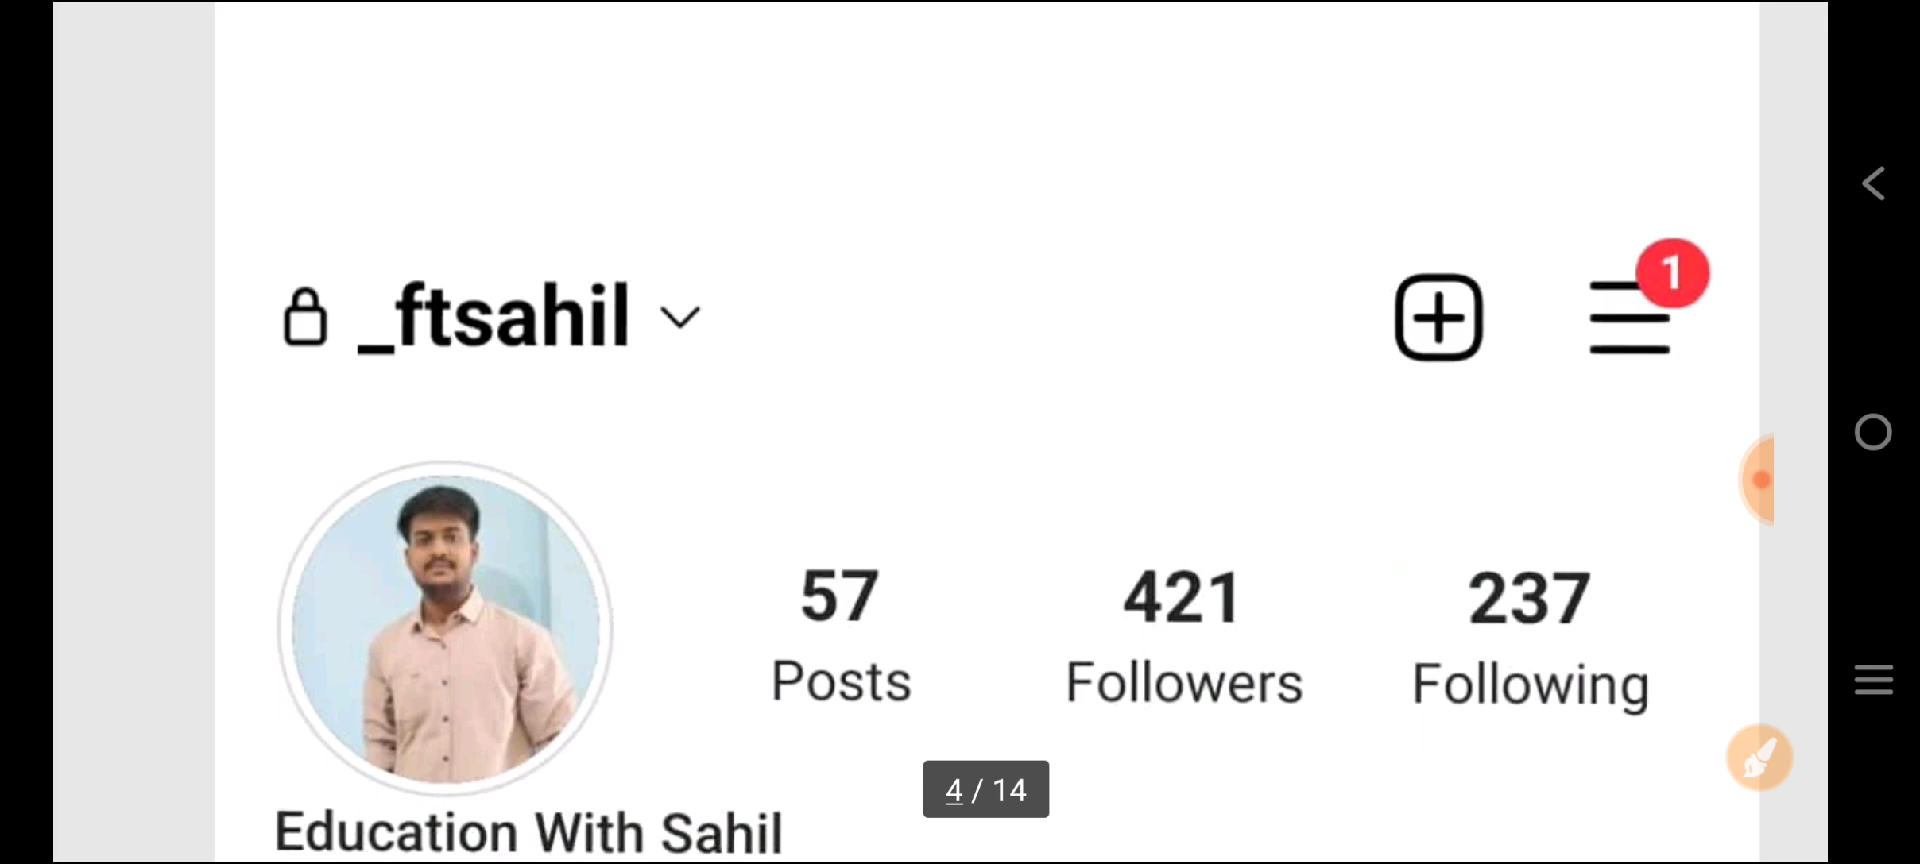 _ftsahil
1
57
421
237
Posts
Followers
Following
4 / 14
Education With Sahil